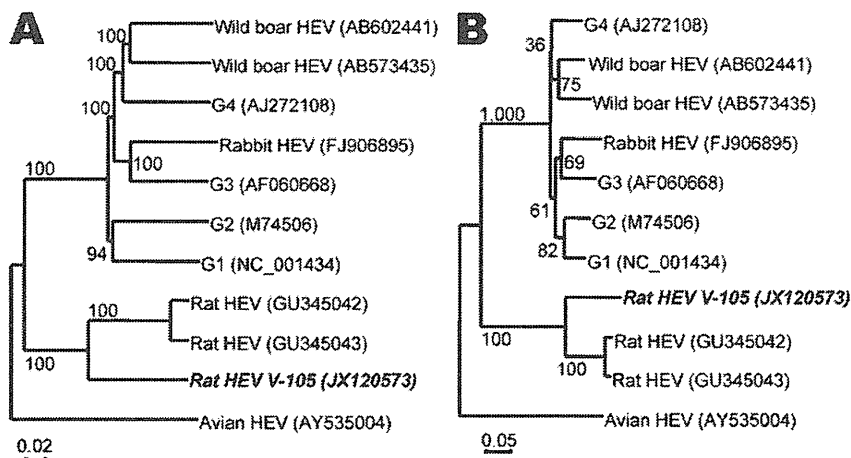 A
100
Wild boar HEV (AB602441)
100
Wild boar HEV (AB573435)
100
G4 (AJ272108)
Rabbit HEV (FJ906895)
100
100
G3 (AF060668)
G2 (M74506)
94
G1 (NC_001434)
Rat HEV (GU345042)
100
Rat HEV (GU345043)
100
Rat HEV V-105 (JX120573)
Avian HEV (AY535004)
0.02
B
G4 (AJ272108)
36
Wild boar HEV (AB602441)
75
Wild boar HEV (AB573435)
1,000
Rabbit HEV (FJ906895)
69
G3 (AF060668)
61
G2 (M74506)
82
G1 (NC_001434)
Rat HEV V-105 (JX120573)
100
Rat HEV (GU345042)
100
Rat HEV (GU345043)
Avian HEV (AY535004)
0.05